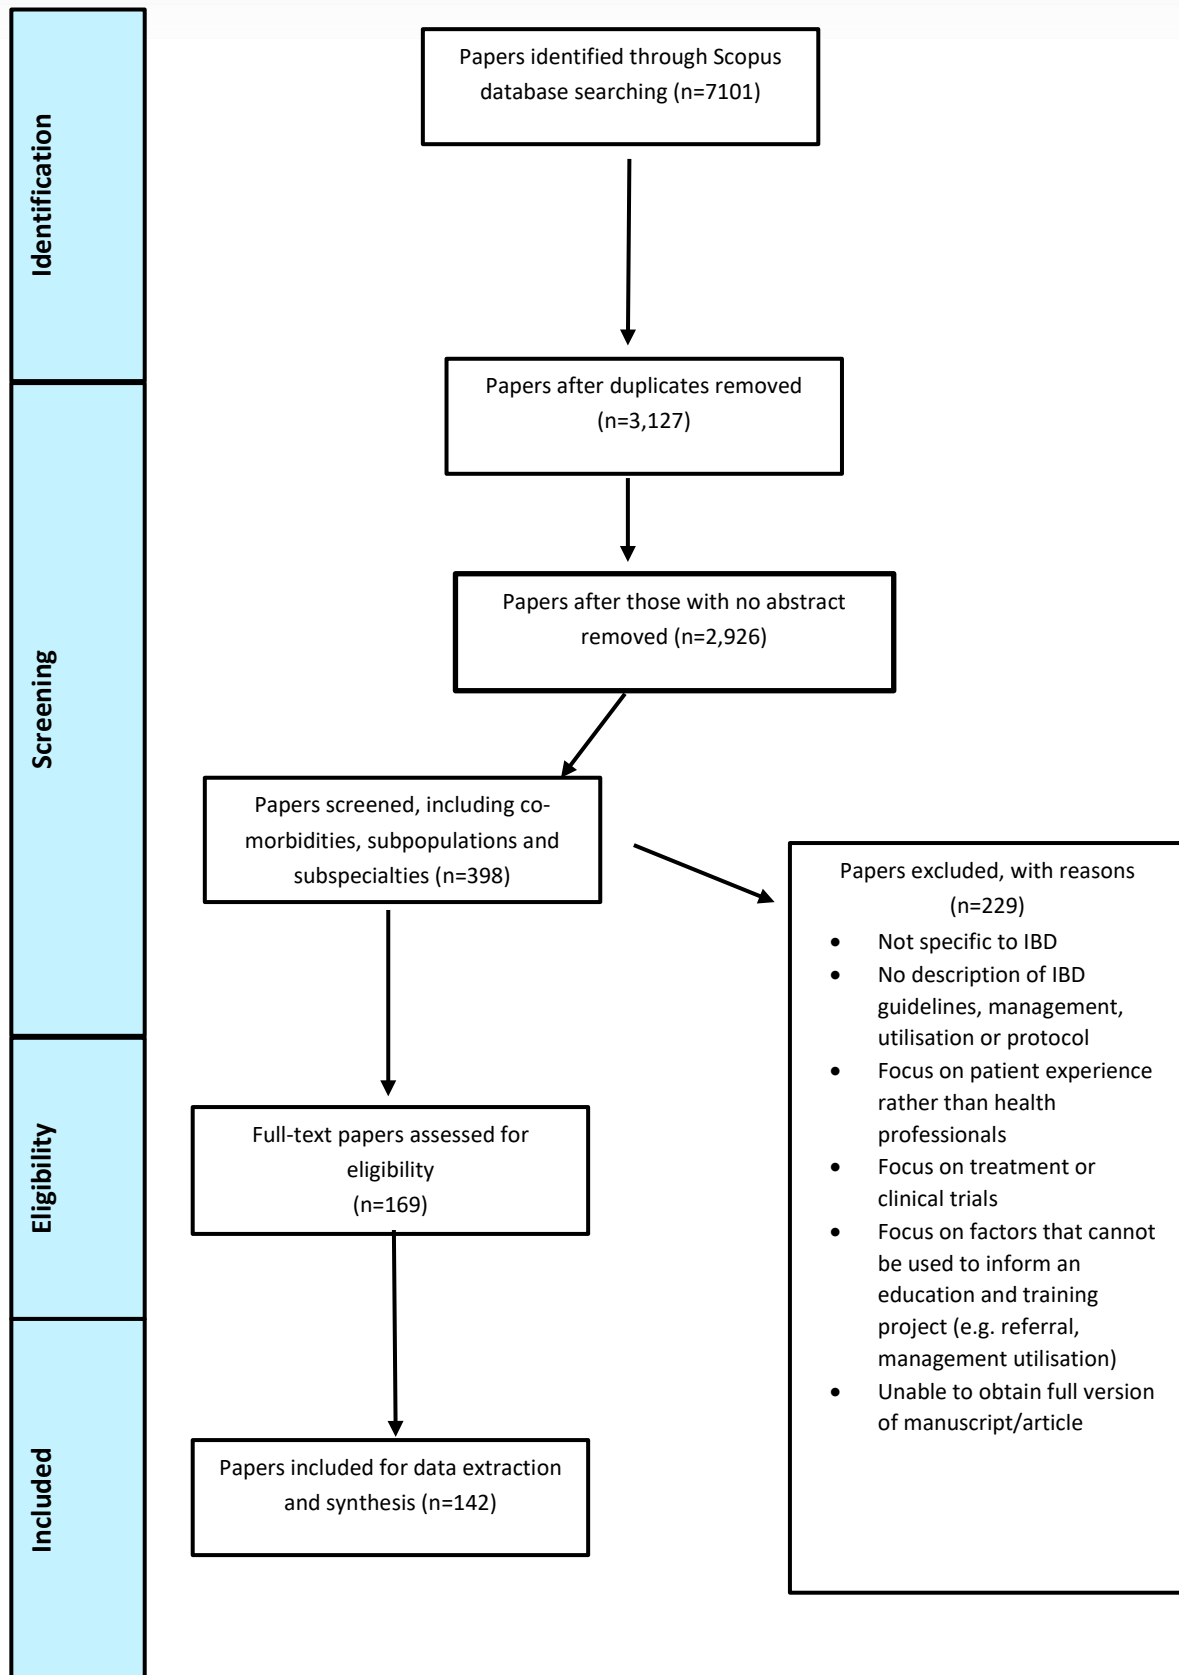 Identification
Papers identified through Scopus
database searching (n=7101)
Papers after duplicates removed
(n=3,127)
Screening
Papers after those with no abstract
removed (n=2,926)
Papers screened, including co-
morbidities, subpopulations and
subspecialties (n=398)
Papers excluded, with reasons
(n=229)
• Not specific to IBD
• No description of IBD
guidelines, management,
utilisation or protocol
• Focus on patient experience
rather than health
professionals
• Focus on treatment or
clinical trials
• Focus on factors that cannot
be used to inform an
education and training
project (e.g. referral,
management utilisation)
• Unable to obtain full version
of manuscript/article
Eligibility
Full-text papers assessed for
eligibility
(n=169)
Included
Papers included for data extraction
and synthesis (n=142)